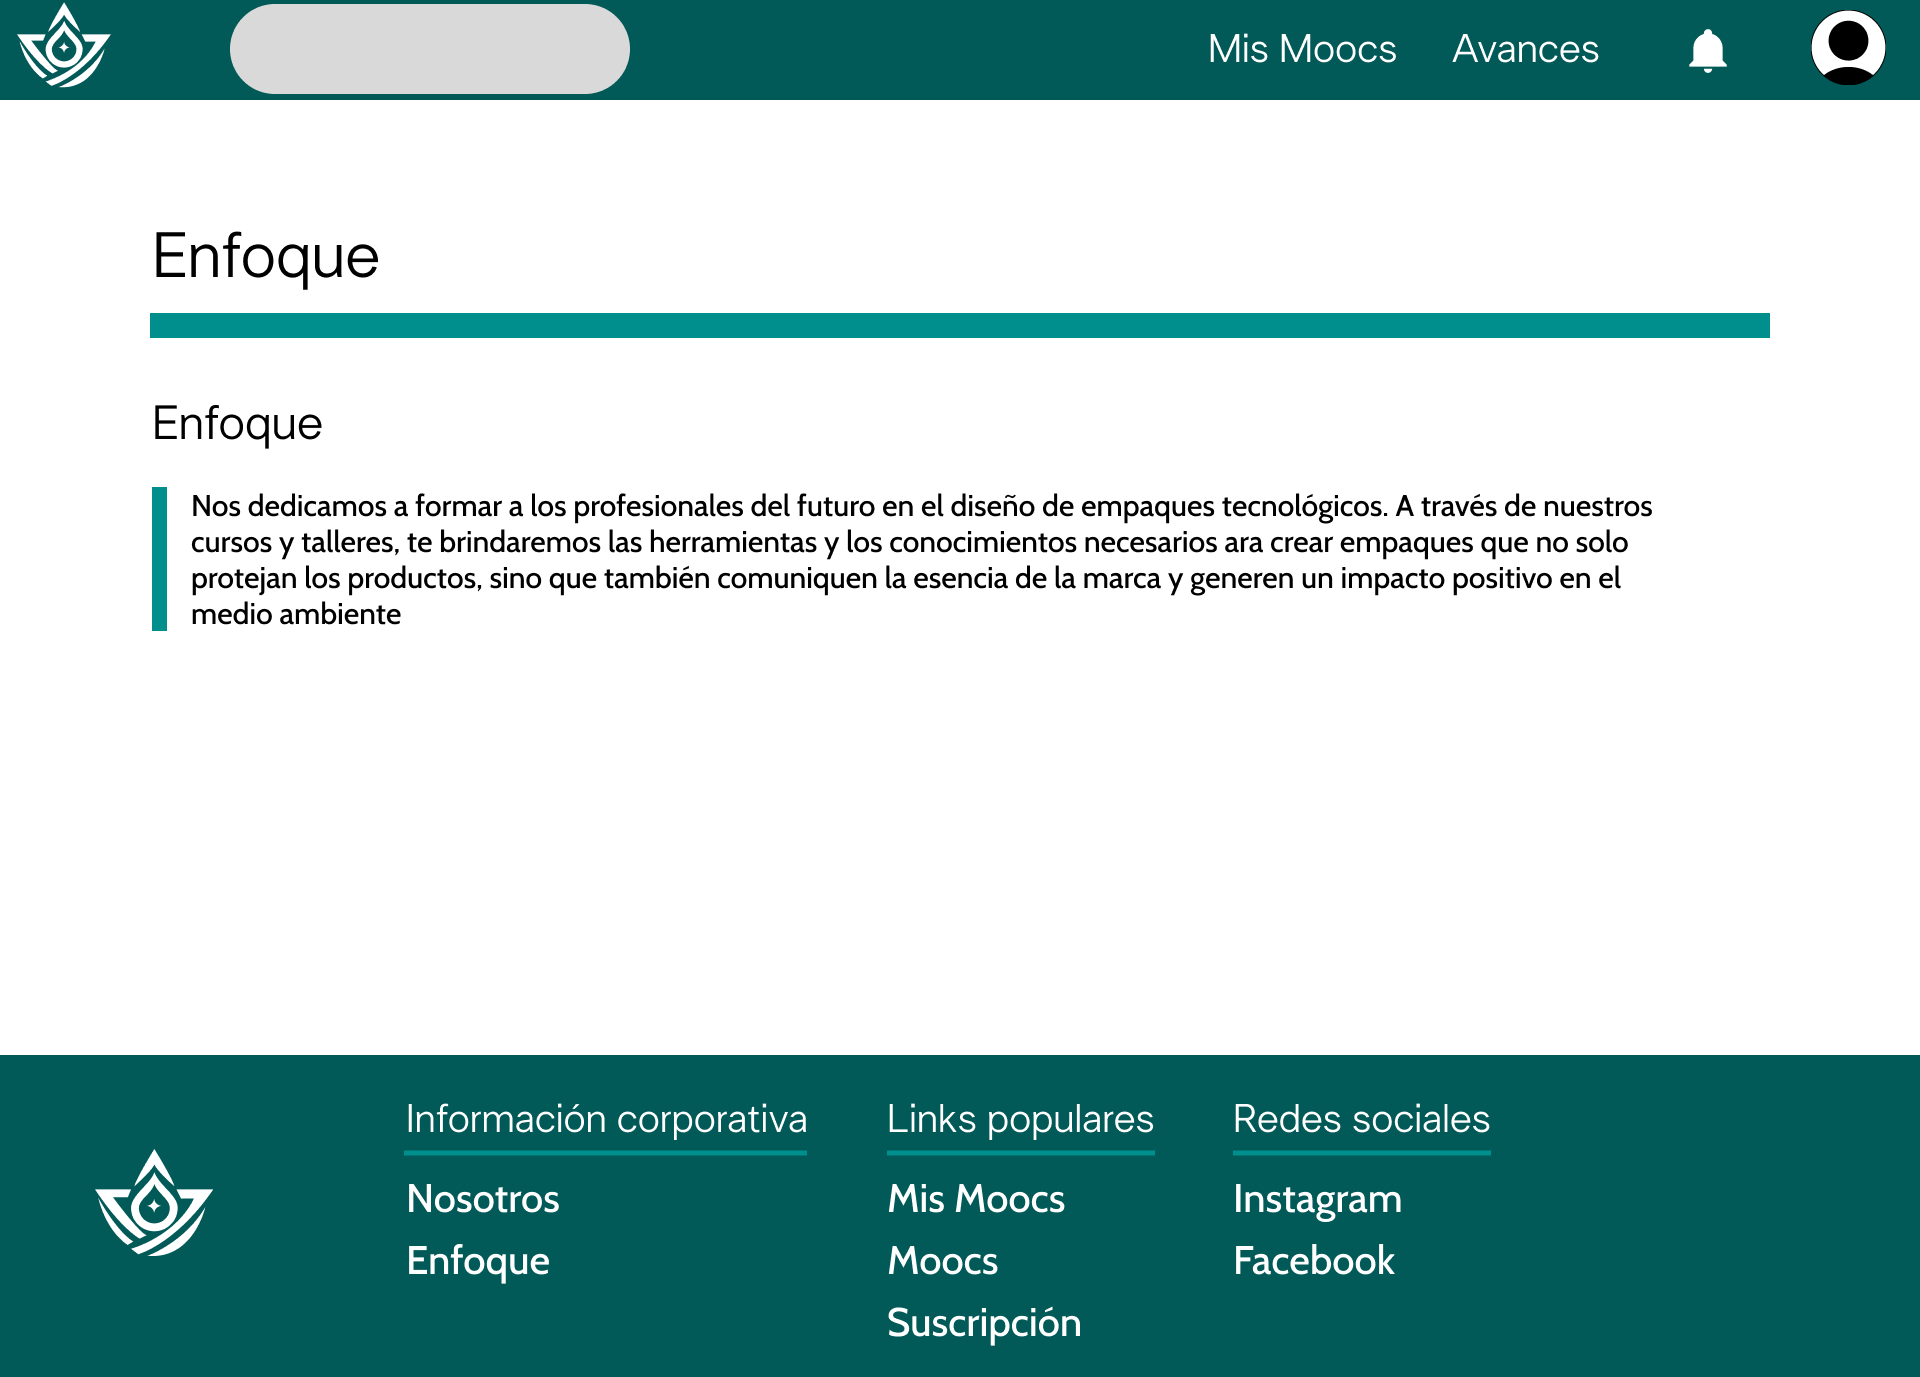 Mis Moocs Avances
Enfoque
Enfoque
Nos dedicamos a formar a los profesionales del futuro en el diseño de empaques tecnológicos. A través de nuestros
cursos y talleres, te brindaremos las herramientas y los conocimientos necesarios ara crear empaques que no solo
protejan los productos, sino que también comuniquen la esencia de la marca y generen un impacto positivo en el
medio ambiente
Información corporativa
Nosotros
Enfoque
Links populares
Mis Moocs
Moocs
Suscripción
Redes sociales
Instagram
Facebook